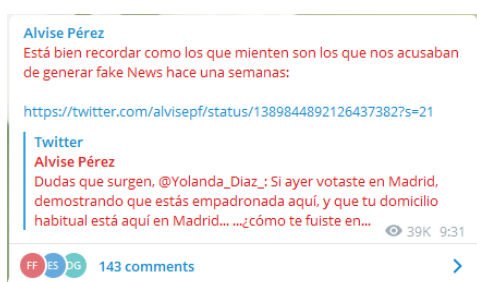 Alvise Pérez
Está bien recordar como los que mienten son los que nos acusaban
de generar fake News hace una semanas:
https://twitter.com/alvisepf/status/1389844892126437382?s=21
Twitter
Alvise Pérez
Dudas que surgen, @Yolanda_Diaz_: Si ayer votaste en Madrid,
demostrando que estás empadronada aquí, y que tu domicilio
habitual está aquí en Madrid... ...¿cómo te fuiste en...
39K 9:31
FF ES DG 143 comments